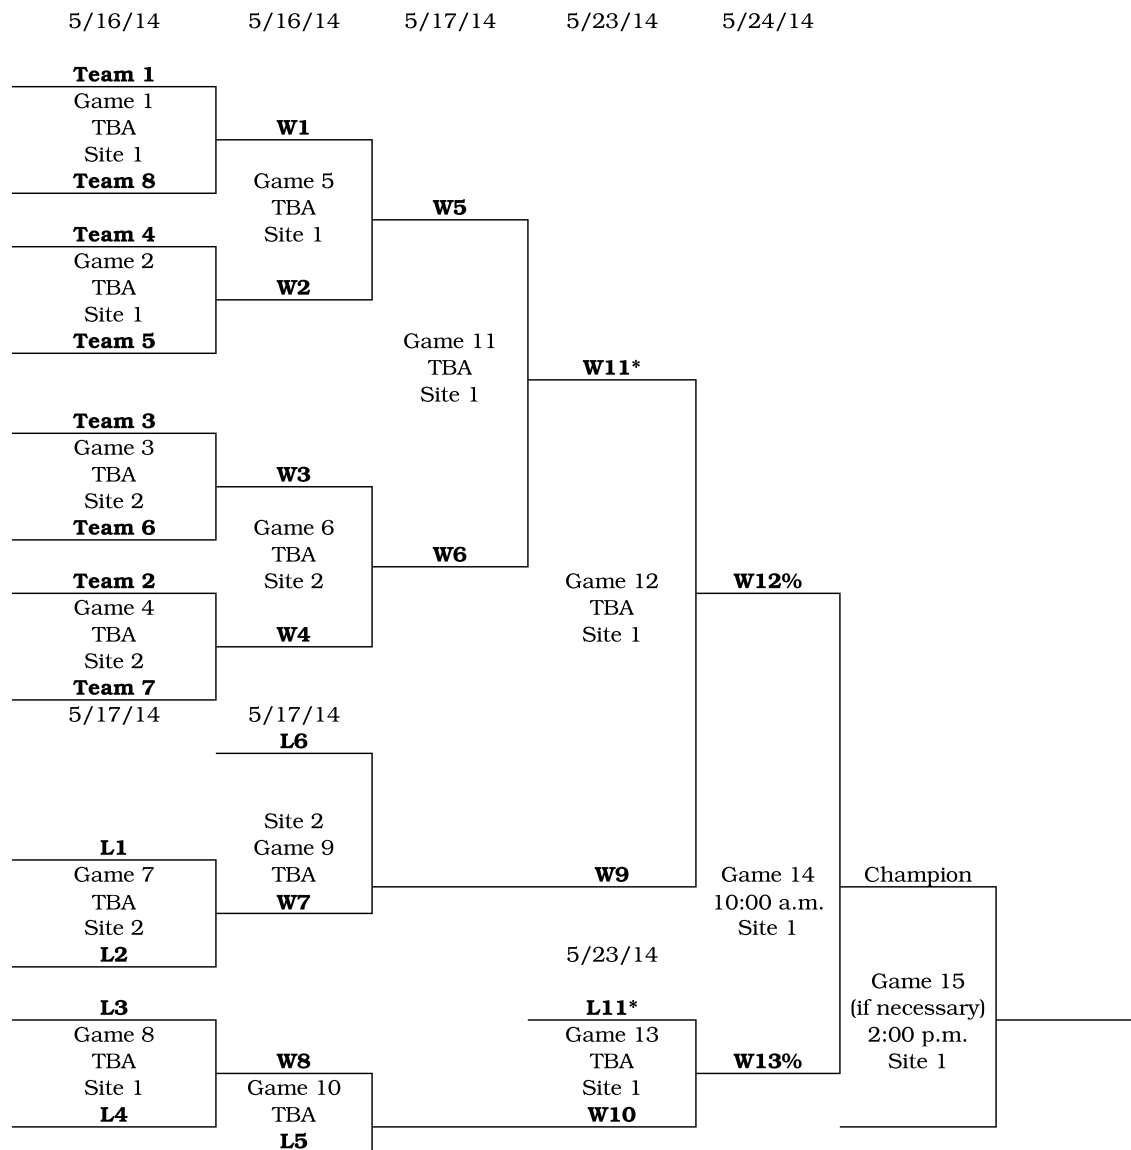 5/16/14 5/16/14 5/17/14 5/23/14 5/24/14
Team 1
Game 1
TBA
Site 1
Team 8
Team 4
Game 2
TBA
Site 1
Team 5
Team 3
Game 3
TBA
Site 2
Team 6
Team 2
Game 4
TBA
Site 2
Team 7
W1
Game 5
TBA
Site 1
W2
W3
Game 6
TBA
Site 2
W4
W5
Game 11
TBA
Site 1
W6
W11*
Game 12
TBA
Site 1
W9
W12%
Game 14
10:00 a.m.
Site 1
W13%
Champion
Game 15
(if necessary)
2:00 p.m.
Site 1
5/17/14 5/17/14
L6
Site 2
Game 9
TBA
W7
L1
Game 7
TBA
Site 2
L2
L3
Game 8
TBA
Site 1
L4
W8
Game 10
TBA
L5
5/23/14
L11*
Game 13
TBA
Site 1
W10